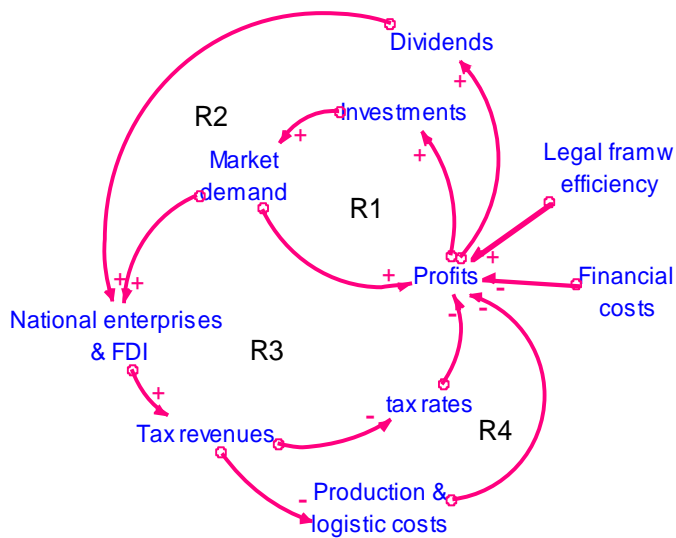 Dividends
R2
Investments
Market
demand
Legal framw
efficiency
R1
Profits
Financial
costs
National enterprises
& FDI
R3
tax rates
Tax revenues
R4
Production &
logistic costs
+
+
+
+
+
+
+
+
+
-
-
-
-
-